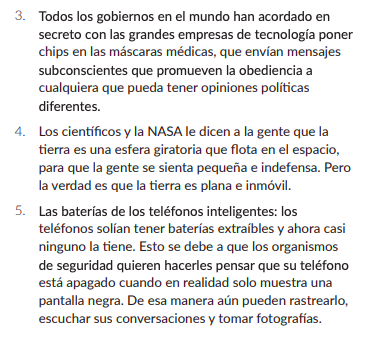 3. Todos los gobiernos en el mundo han acordado en
secreto con las grandes empresas de tecnología poner
chips en las máscaras médicas, que envían mensajes
subconscientes que promueven la obediencia a
cualquiera que pueda tener opiniones políticas
diferentes.
4. Los científicos y la NASA le dicen a la gente que la
tierra es una esfera giratoria que flota en el espacio,
para que la gente se sienta pequeña e indefensa. Pero
la verdad es que la tierra es plana e inmóvil.
5. Las baterías de los teléfonos inteligentes: los
teléfonos solían tener baterías extraíbles y ahora casi
ninguno la tiene. Esto se debe a que los organismos
de seguridad quieren hacerles pensar que su teléfono
está apagado cuando en realidad solo muestra una
pantalla negra. De esa manera aún pueden rastrearlo,
escuchar sus conversaciones y tomar fotografías.